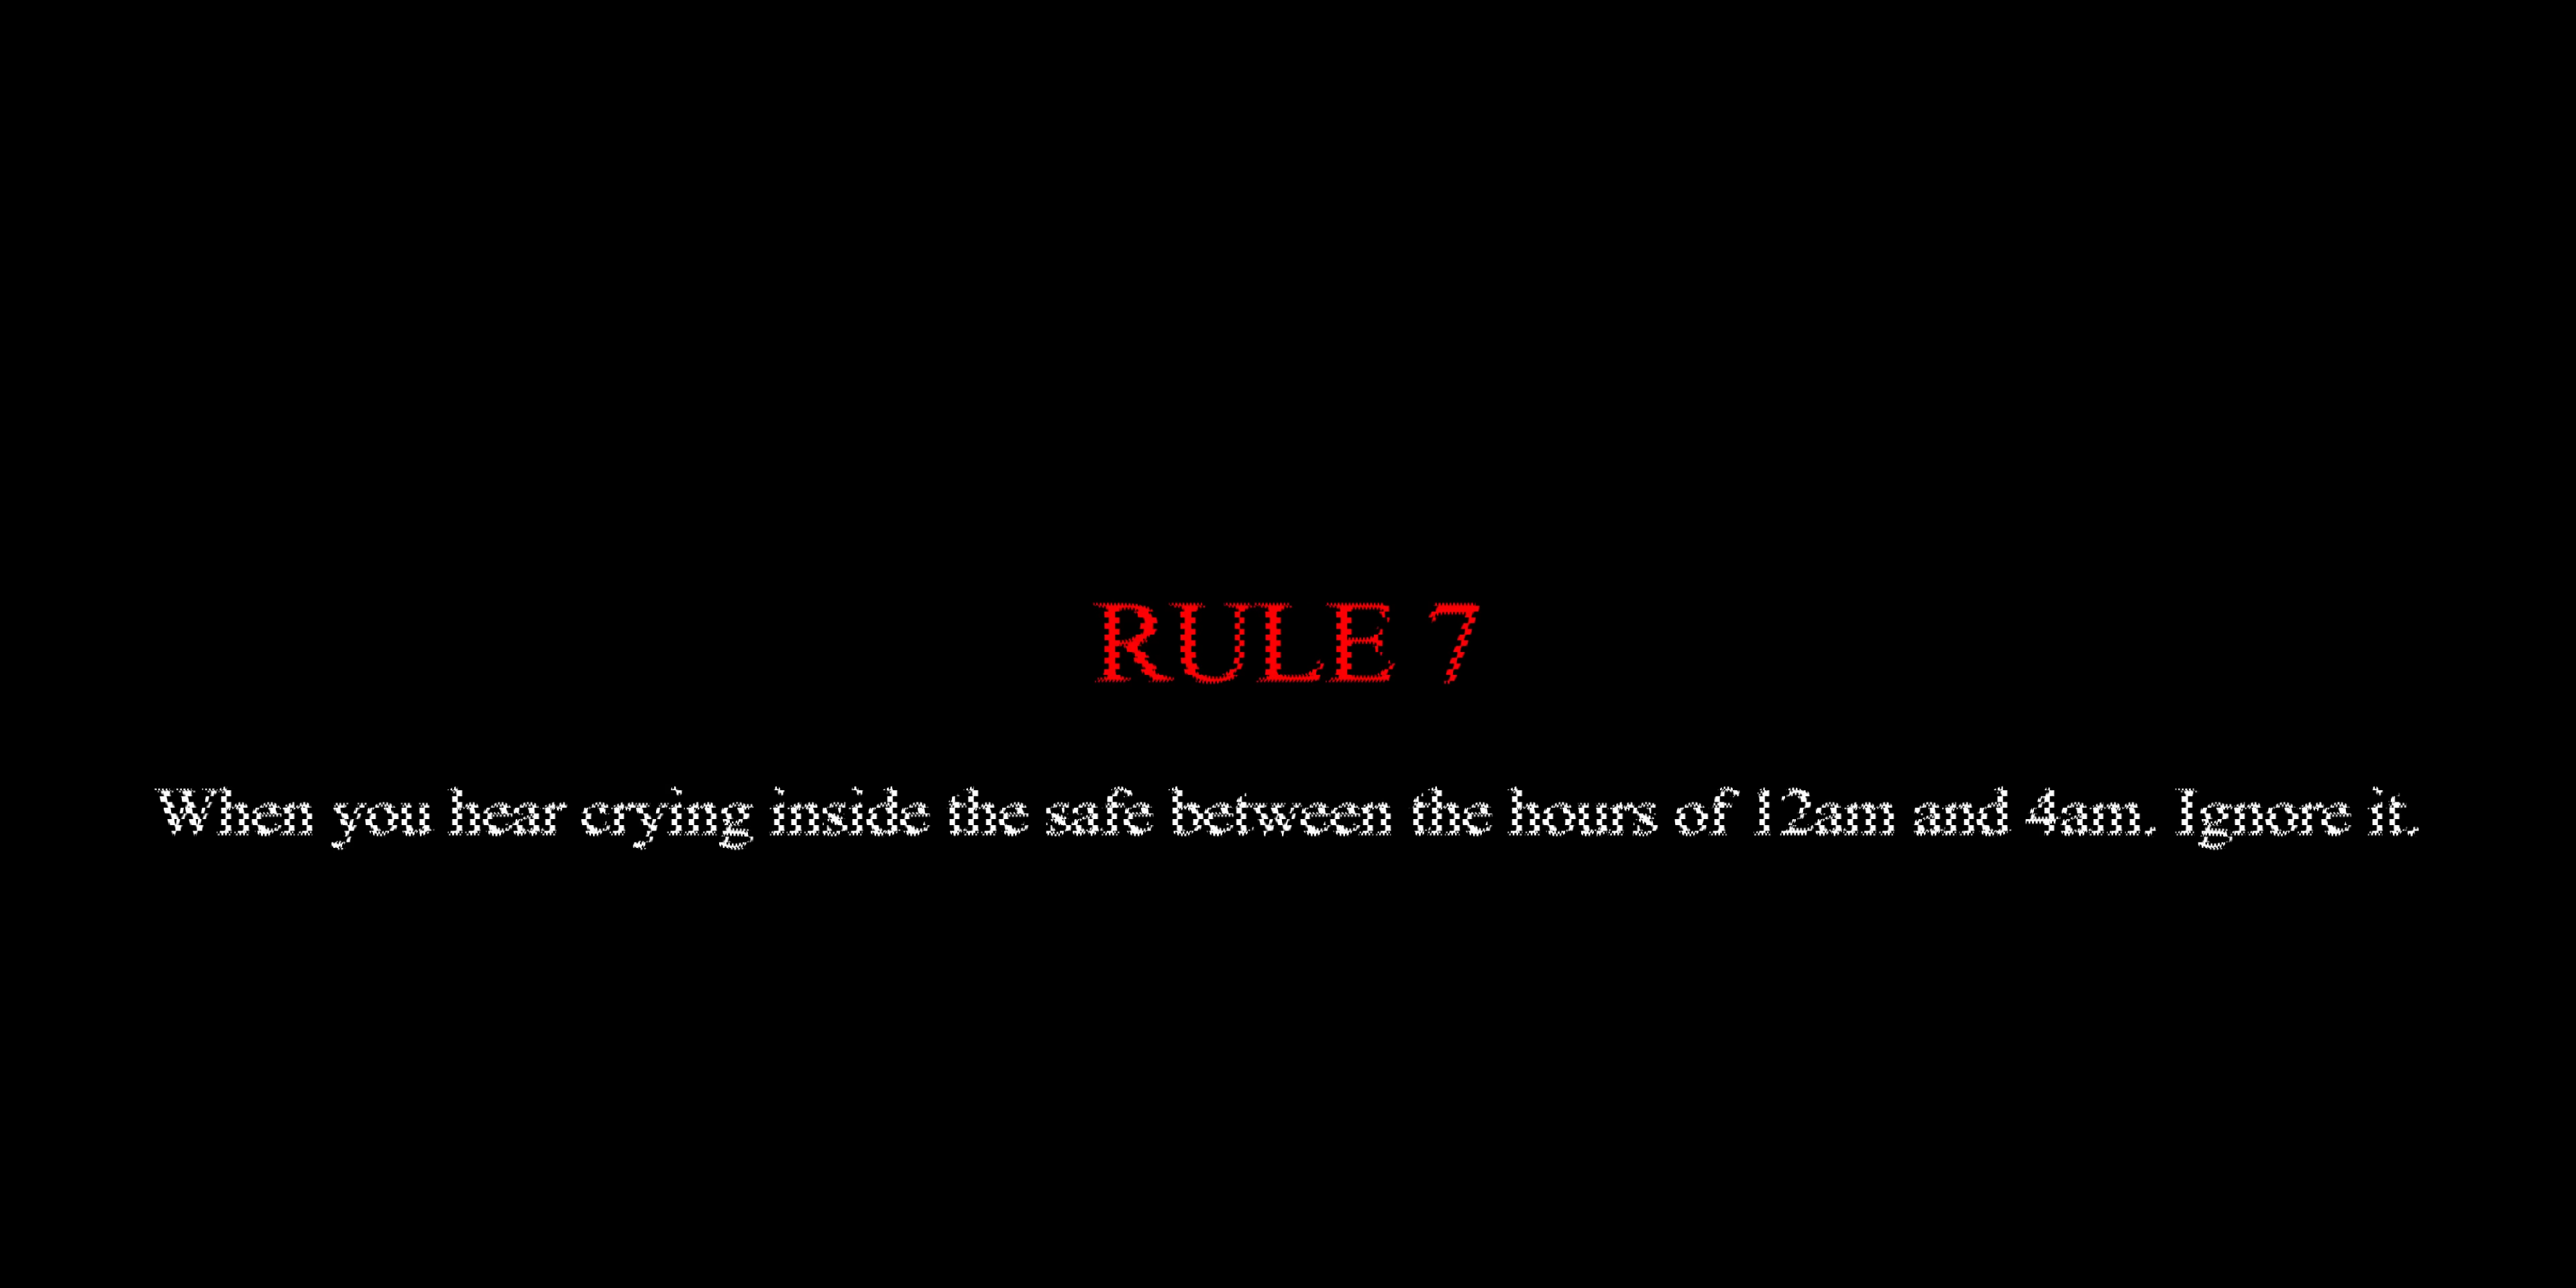 RULE 7
When you hear crying inside the safe between the hours of 12am and 4am. Ignore it.